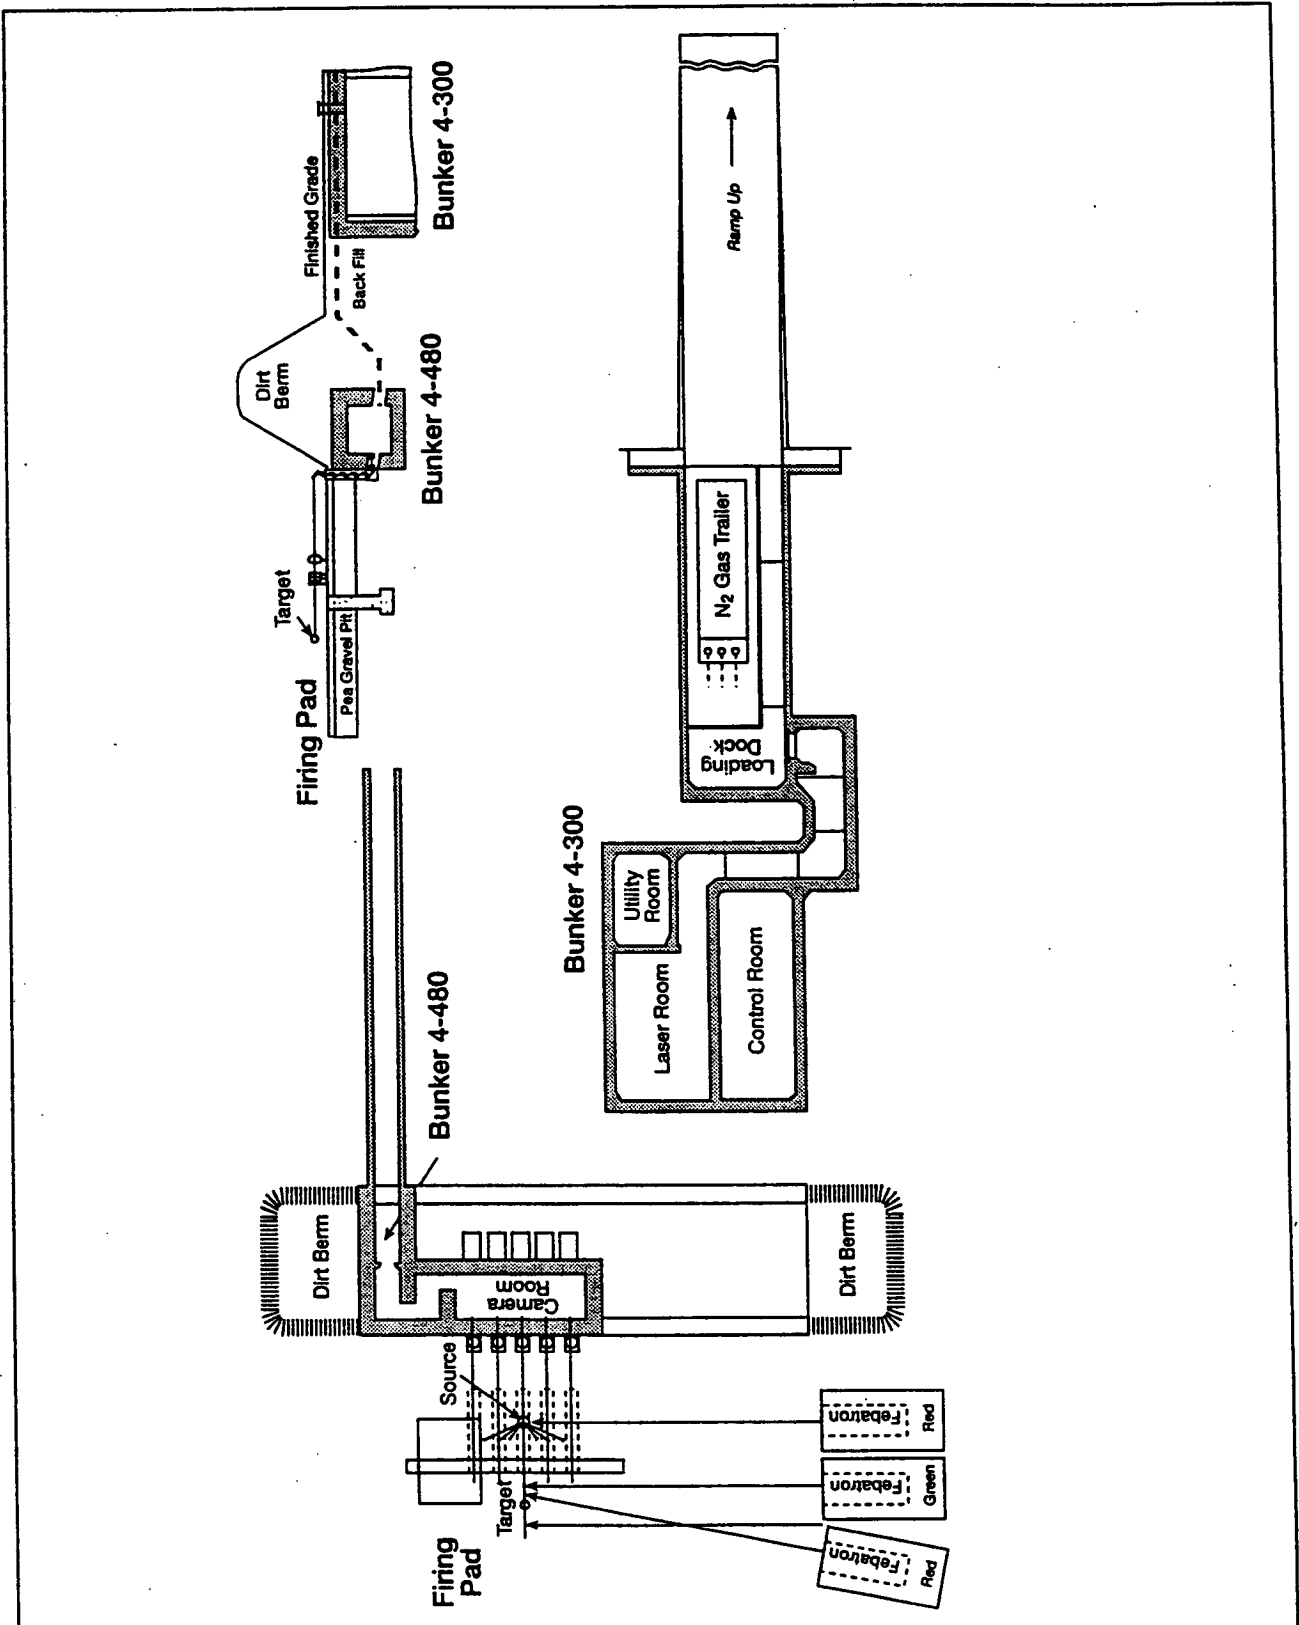 Finished Grade
Back Fill
Bunker 4-300
Dirt
Berm
Bunker 4-480
Target
Firing Pad
Pea Gravel Pit
Ramp Up
N2 Gas Trailer
Loading
Dock
Bunker 4-300
Utility
Room
Laser Room
Control Room
Bunker 4-480
Dirt Berm
Camera
Room
Dirt Berm
Source
Target
Firing
Pad
Febatron
Red
Febatron
Green
Febatron
Red